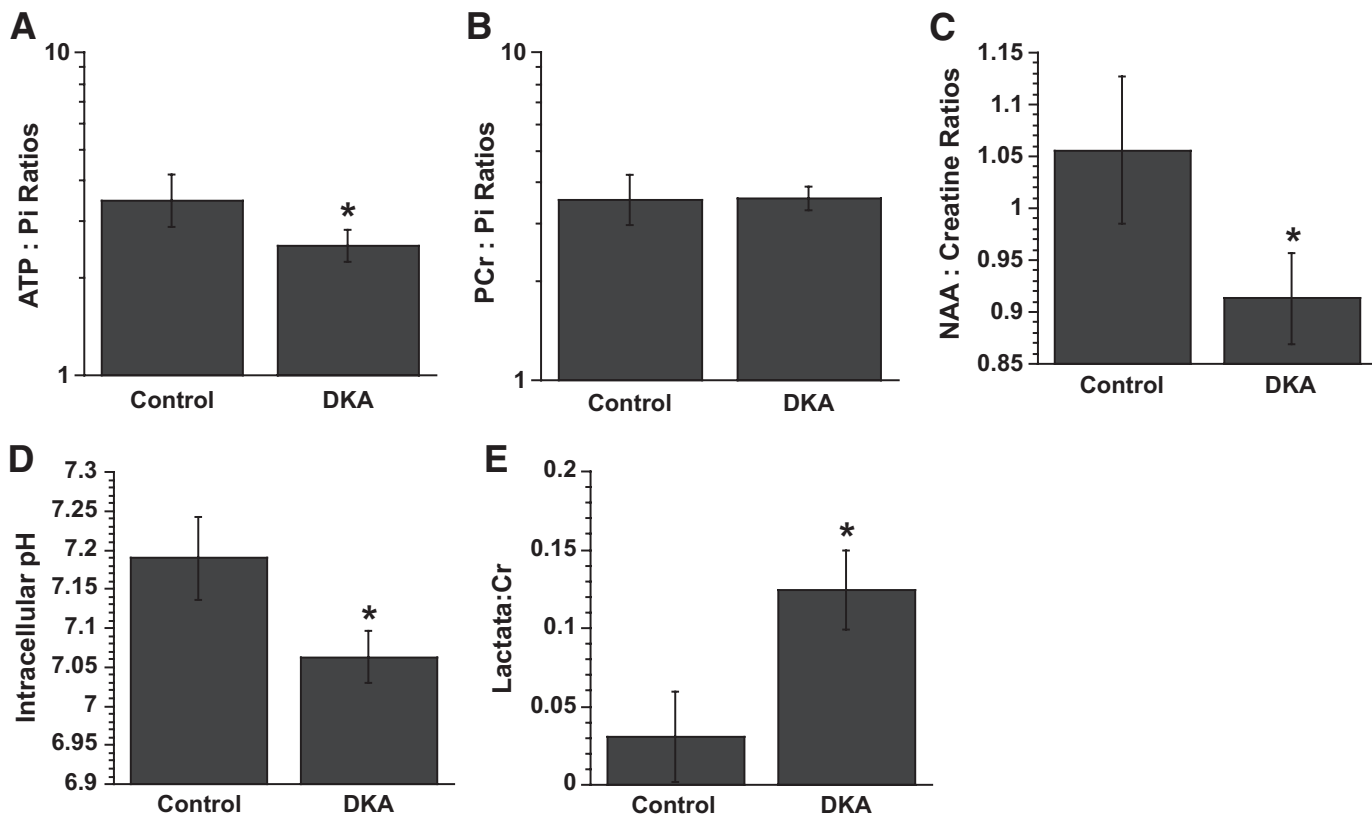 A
10
ATP : Pi Ratios
*
1
Control
DKA
B
10
PCr : Pi Ratios
1
Control
DKA
C
1.15
1.1
1.05
1
0.95
0.9
0.85
NAA : Creatine Ratios
*
Control
DKA
D
7.3
7.25
7.2
7.15
7.1
7.05
7
6.95
6.9
Intracellular pH
*
Control
DKA
E
0.2
0.15
0.1
0.05
0
Lactata:Cr
*
Control
DKA